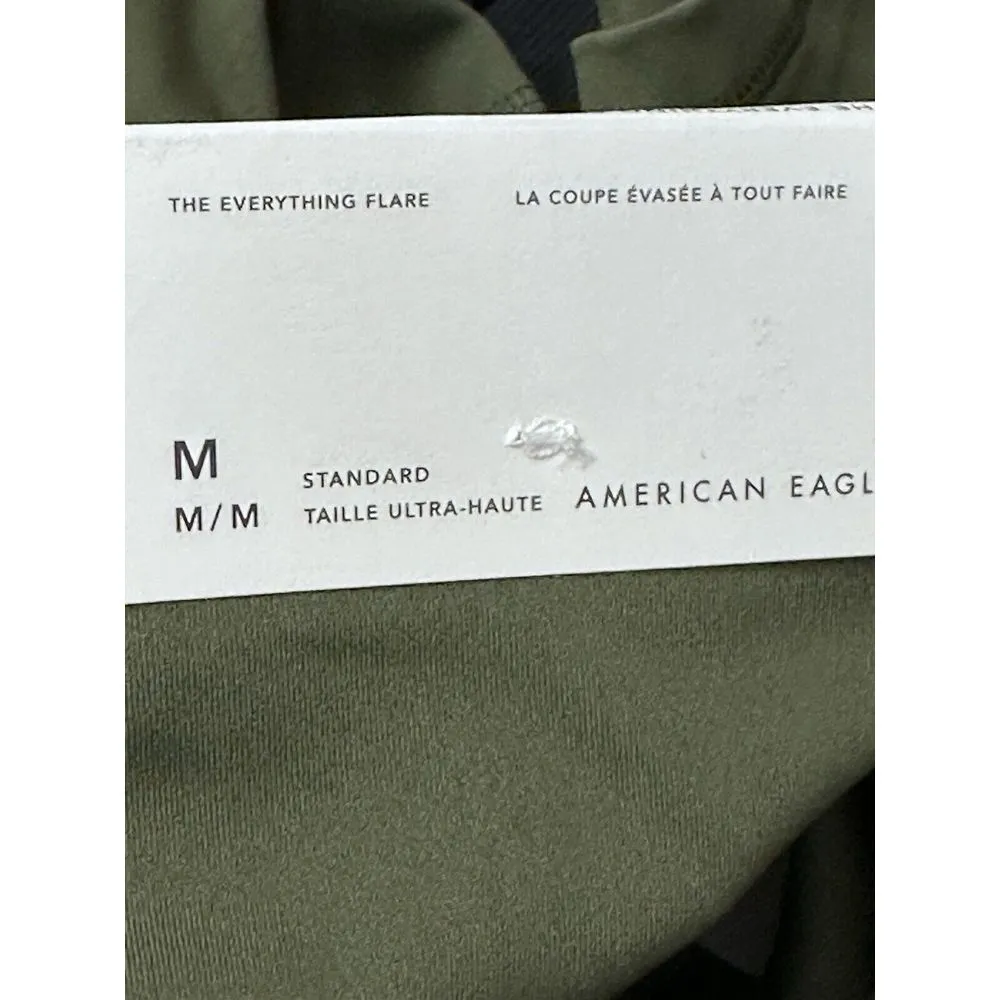 THE EVERYTHING FLARE
LA COUPE ÉVASÉE À TOUT FAIRE
M
M/M
STANDARD
TAILLE ULTRA-HAUTE
AMERICAN EAGL